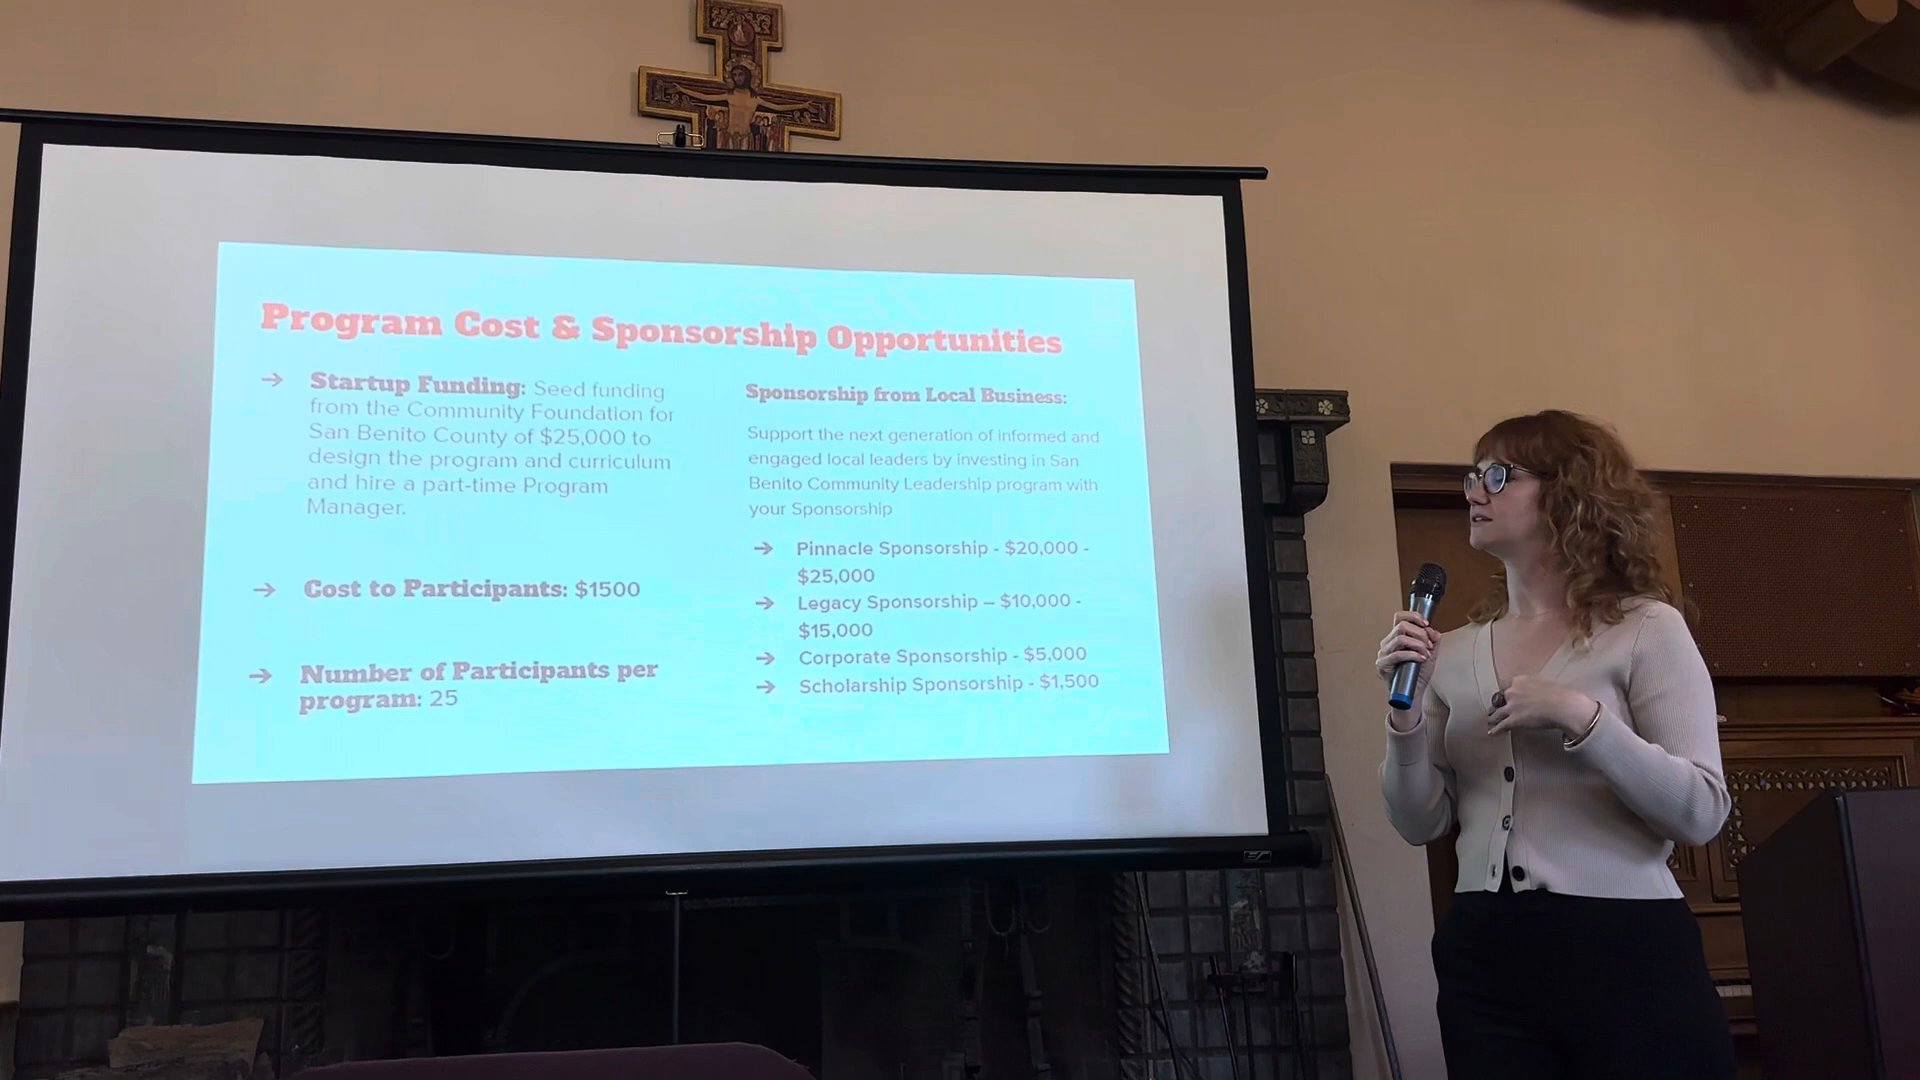 Program Cost & Sponsorship Opportunities
→ Startup Funding: Seed funding
from the Community Foundation for
San Benito County of $25,000 to
design the program and curriculum
and hire a part-time Program
Manager.
→ Cost to Participants: $1500
→ Number of Participants per
program: 25
Sponsorship from Local Business:
Support the next generation of informed and
engaged local leaders by investing in San
Benito Community Leadership program with
your Sponsorship
→ Pinnacle Sponsorship - $20,000 -
$25,000
→ Legacy Sponsorship – $10,000 -
$15,000
→ Corporate Sponsorship - $5,000
→ Scholarship Sponsorship - $1,500